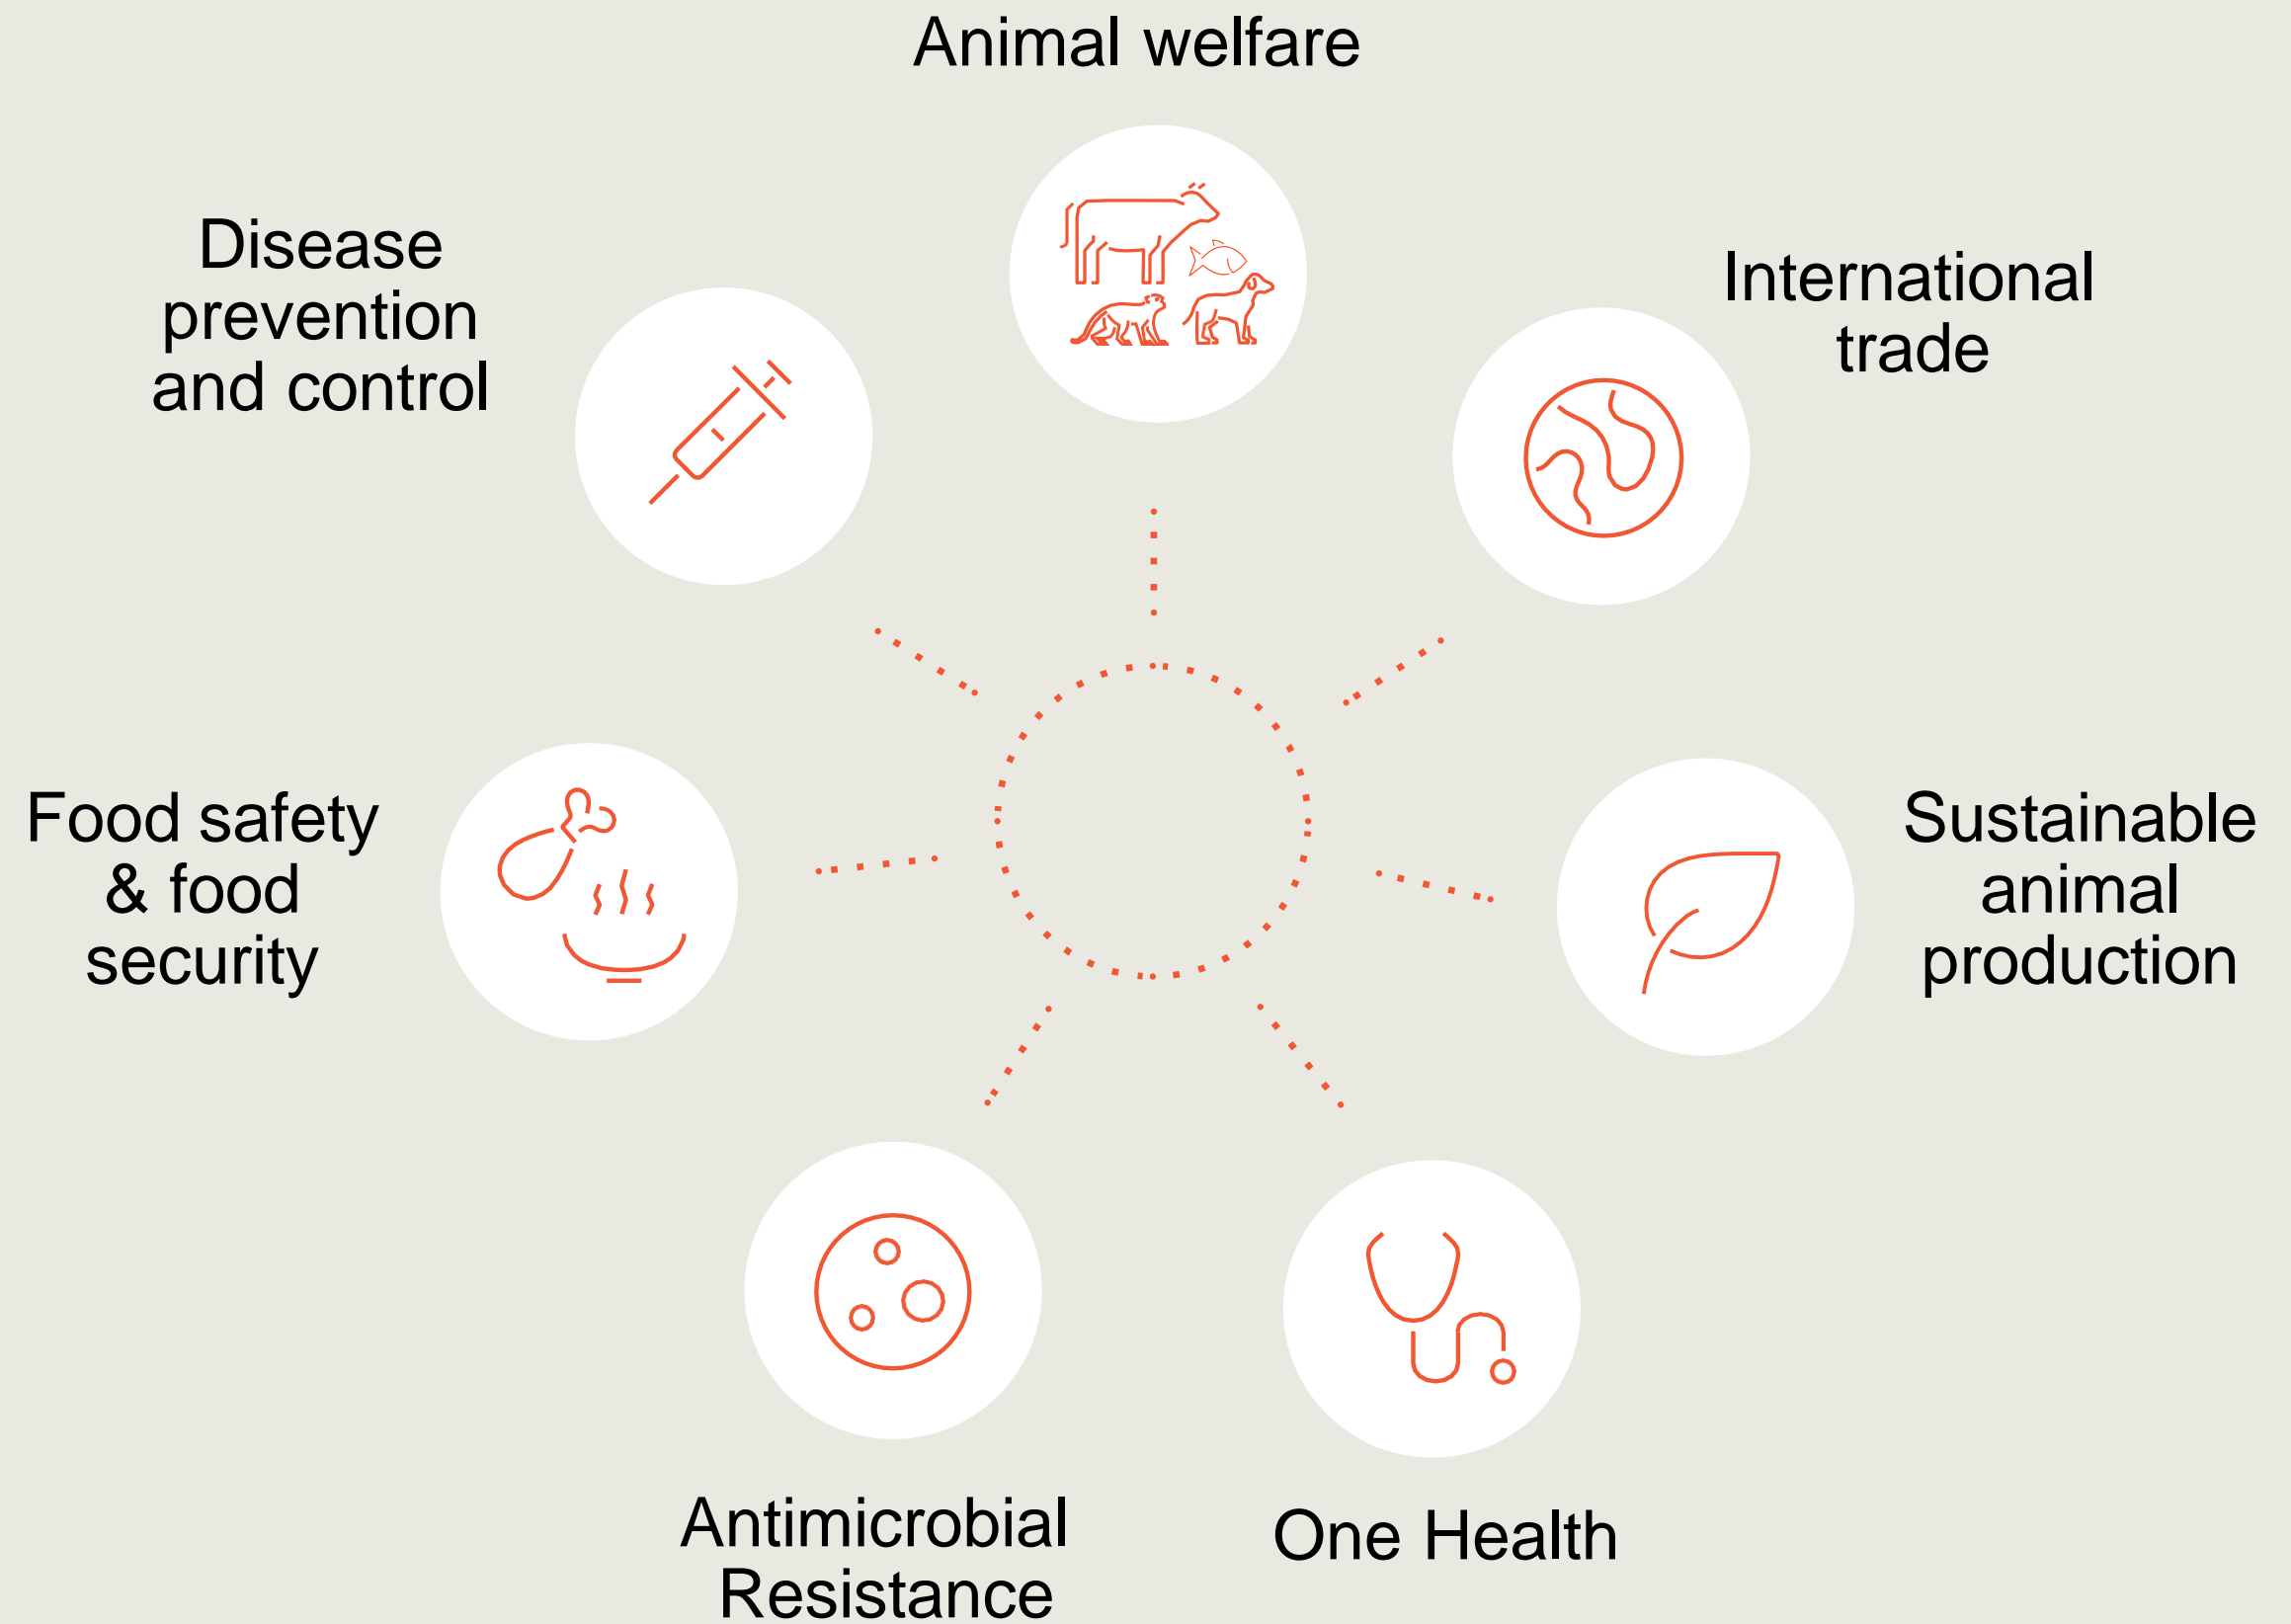 Animal welfare
Disease
prevention
and control
International
trade
Food safety
& food
security
Sustainable
animal
production
Antimicrobial
Resistance
One Health